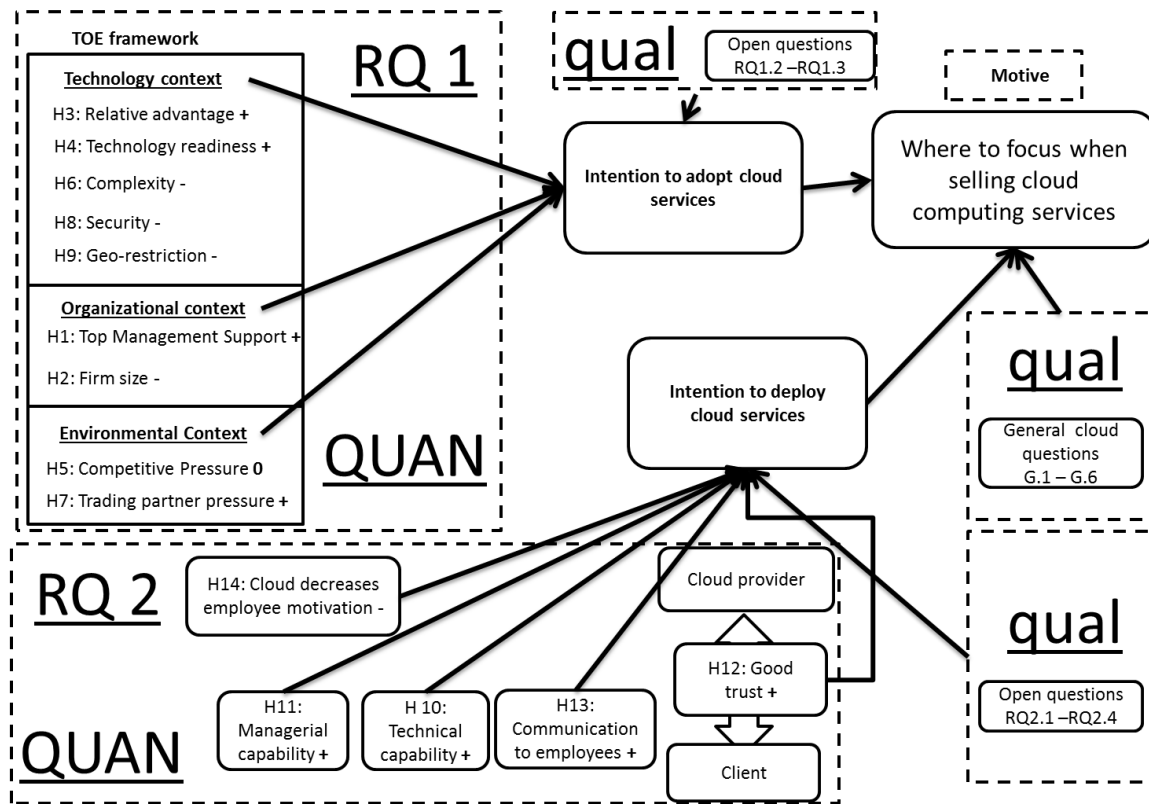 TOE framework
RQ 1
Technology context
H3: Relative advantage +
H4: Technology readiness +
H6: Complexity -
H8: Security -
H9: Geo-restriction -
Organizational context
H1: Top Management Support +
H2: Firm size -
Environmental Context
H5: Competitive Pressure 0
H7: Trading partner pressure +
QUAN
qual
Open questions
RQ1.2 –RQ1.3
Intention to adopt cloud
services
Motive
Where to focus when
selling cloud
computing services
Intention to deploy
cloud services
qual
General cloud
questions
G.1 – G.6
RQ 2
H14: Cloud decreases
employee motivation -
Cloud provider
H12: Good
trust +
Client
H11:
Managerial
capability +
H 10:
Technical
capability +
H13:
Communication
to employees +
QUAN
qual
Open questions
RQ2.1 –RQ2.4